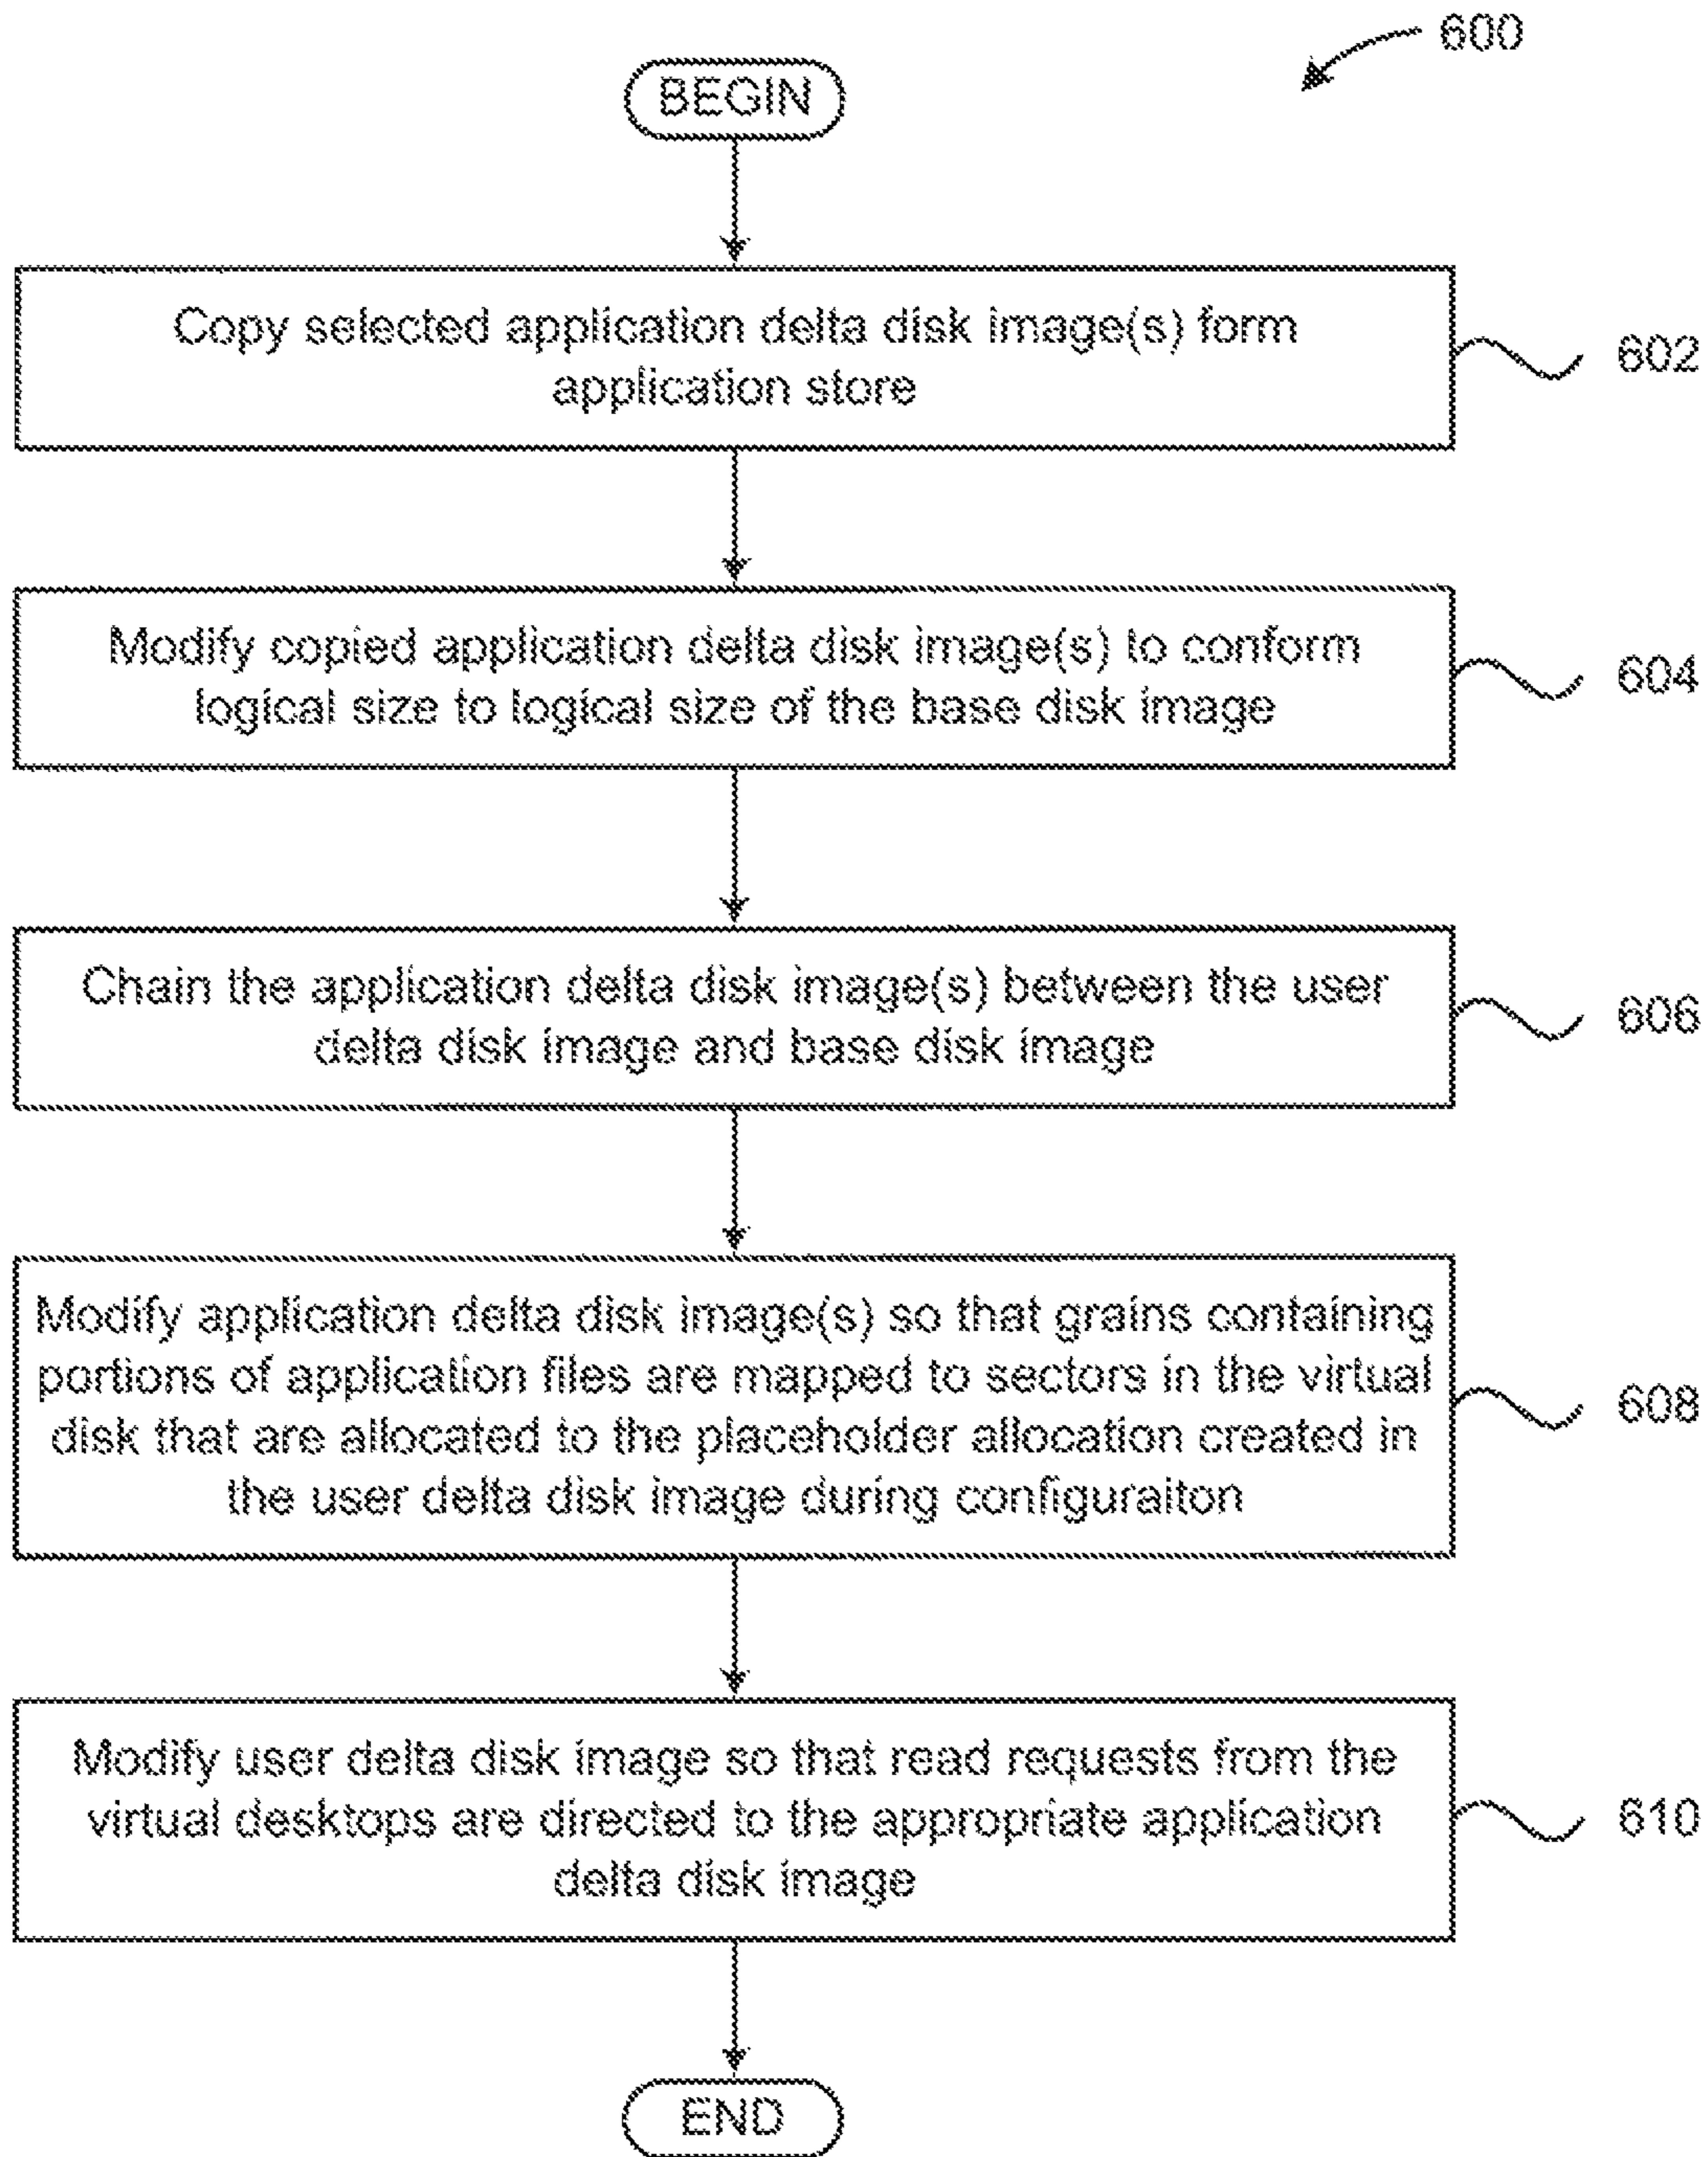 600
BEGIN
Copy selected application delta disk image(s) form
application store
602
Modify copied application delta disk image(s) to conform
logical size to logical size of the base disk image
604
Chain the application delta disk image(s) between the user
delta disk image and base disk image
606
Modify application delta disk image(s) so that grains containing
portions of application files are mapped to sectors in the virtual
disk that are allocated to the placeholder allocation created in
the user delta disk image during configuraiton
608
Modify user delta disk image so that read requests from the
virtual desktops are directed to the appropriate application
delta disk image
610
END